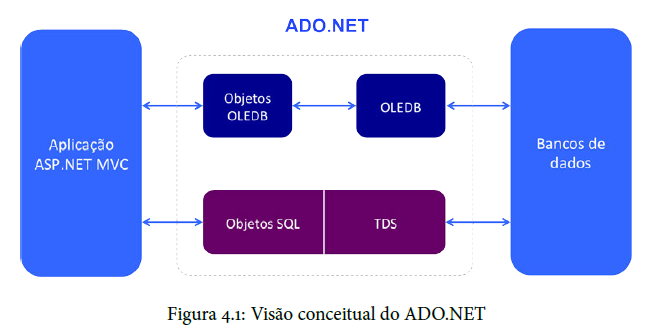 ADO.NET
Aplicação
ASP.NET MVC
Objetos
OLEDB
OLEDB
Objetos SQL
TDS
Bancos de
dados
Figura 4.1: Visão conceitual do ADO.NET